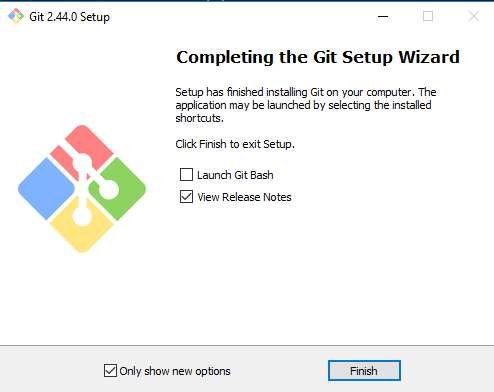 Git 2.44.0 Setup
Completing the Git Setup Wizard
Setup has finished installing Git on your computer. The
application may be launched by selecting the installed
shortcuts.
Click Finish to exit Setup.
Launch Git Bash
View Release Notes
Only show new options
Finish